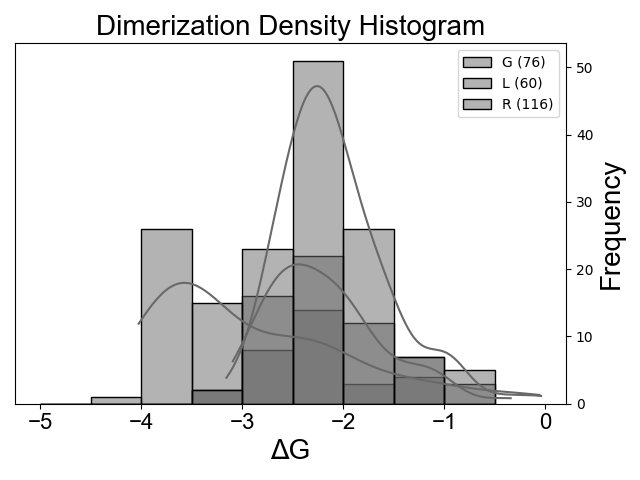 Dimerization Density Histogram
G (76)
L (60)
R (116)
50
40
30
20
10
0
Frequency
−5 −4 −3 −2 −1 0
ΔG